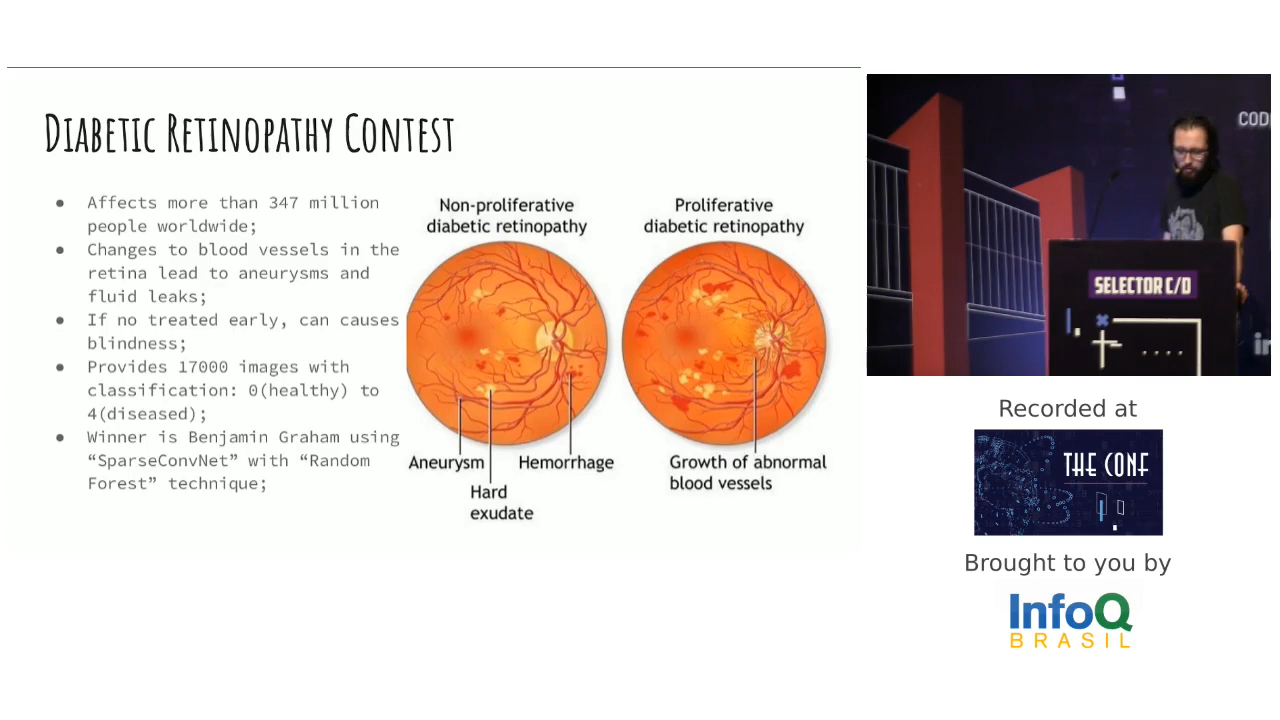 DIABETIC RETINOPATHY CONTEST
● Affects more than 347 million
people worldwide;
● Changes to blood vessels in the
retina lead to aneurysms and
fluid leaks;
● If no treated early, can causes
blindness;
● Provides 17000 images with
classification: 0(healthy) to
4(diseased);
● Winner is Benjamin Graham using
“SparseConvNet” with “Random
Forest” technique;
Non-proliferative
diabetic retinopathy
Proliferative
diabetic retinopathy
Aneurysm
Hemorrhage
Hard
exudate
Growth of abnormal
blood vessels
SELECTOR C/D
Recorded at
THE CONF
Brought to you by
InfoQ
BRASIL